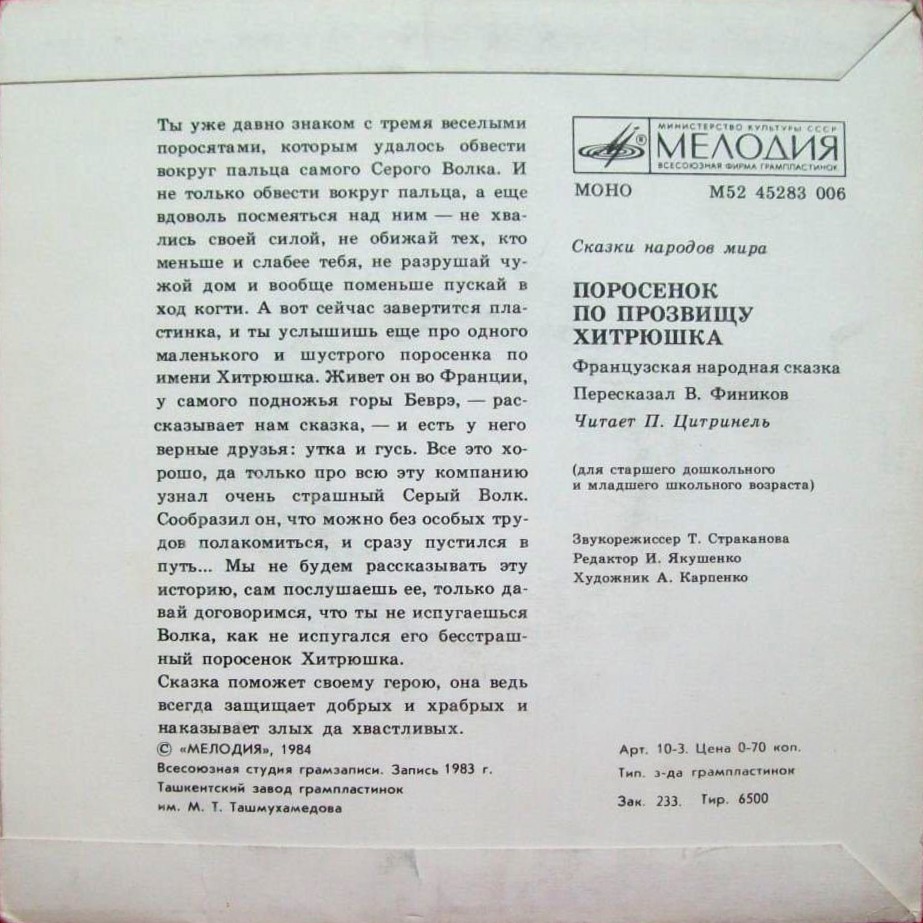 Ты уже давно знаком с тремя веселыми
поросятами, которым удалось обвести
вокруг пальца самого Серого Волка. И
не только обвести вокруг пальца, а еще
вдоволь посмеяться над ним — не хва-
лись своей силой, не обижай тех, кто
меньше и слабее тебя, не разрушай чу-
жой дом и вообще поменьше пускай в
ход когти. А вот сейчас завертится пла-
стинка, и ты услышишь еще про одного
маленького и шустрого поросенка по
имени Хитрюшка. Живет он во Франции,
у самого подножья горы Беврэ, — рас-
сказывает нам сказка, — и есть у него
верные друзья: утка и гусь. Все это хо-
рошо, да только про всю эту компанию
узнал очень страшный Серый Волк.
Сообразил он, что можно без особых тру-
дов полакомиться, и сразу пустился в
путь... Мы не будем рассказывать эту
историю, сам послушаешь ее, только да-
вай договоримся, что ты не испугаешься
Волка, как не испугался его бесстраш-
ный поросенок Хитрюшка.
Сказка поможет своему герою, она ведь
всегда защищает добрых и храбрых и
наказывает злых да хвастливых.
© «МЕЛОДИЯ», 1984
Всесоюзная студия грамзаписи. Запись 1983 г.
Ташкентский завод грампластинок
им. М. Т. Ташмухамедова
МИНИСТЕРСТВО КУЛЬТУРЫ СССР
® МЕЛОДИЯ
ВСЕСОЮЗНАЯ ФИРМА ГРАМПЛАСТИНОК
МОНО М52 45283 006
Сказки народов мира
ПОРОСЕНОК
ПО ПРОЗВИЩУ
ХИТРЮШКА
Французская народная сказка
Пересказал В. Фиников
Читает П. Цитринель
(для старшего дошкольного
и младшего школьного возраста)
Звукорежиссер Т. Страканова
Редактор И. Якушенко
Художник А. Карпенко
Арт. 10-3. Цена 0-70 коп.
Тип. з-да грампластинок
Зак. 233. Тир. 6500